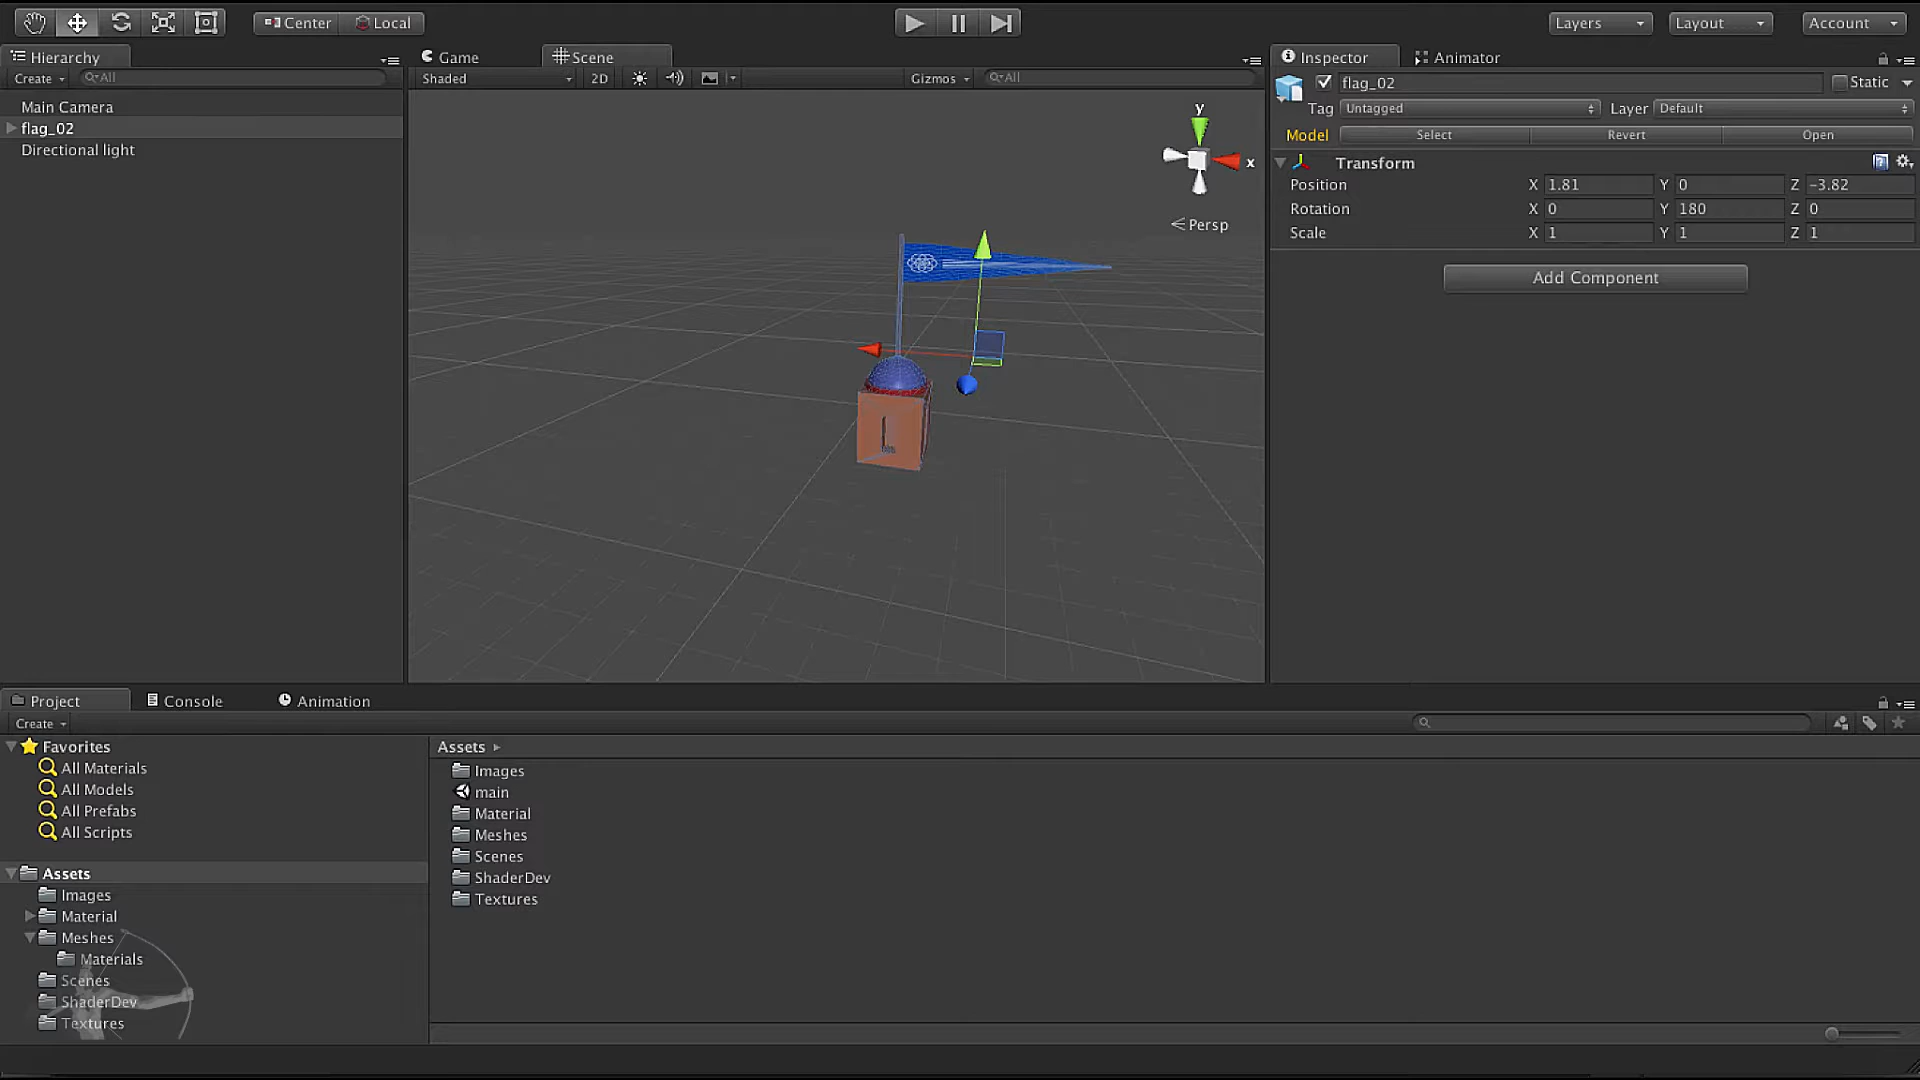 Center
Local
Layers
Layout
Account
Hierarchy
Create
All
Main Camera
flag_02
Directional light
Game
Scene
Shaded
2D
Gizmos
All
y
x
Persp
Inspector
Animator
flag_02
Static
Tag Untagged
Layer Default
Model Select Revert Open
Transform
Position X 1.81 Y 0 Z -3.82
Rotation X 0 Y 180 Z 0
Scale X 1 Y 1 Z 1
Add Component
Project
Console
Animation
Create
Favorites
All Materials
All Models
All Prefabs
All Scripts
Assets
Images
Material
Meshes
Materials
Scenes
ShaderDev
Textures
Assets
Images
main
Material
Meshes
Scenes
ShaderDev
Textures